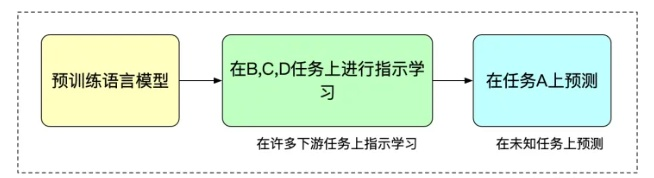 预训练语言模型
在B,C,D任务上进行指示学
习
在任务A上预测
在许多下游任务上指示学习
在未知任务上预测